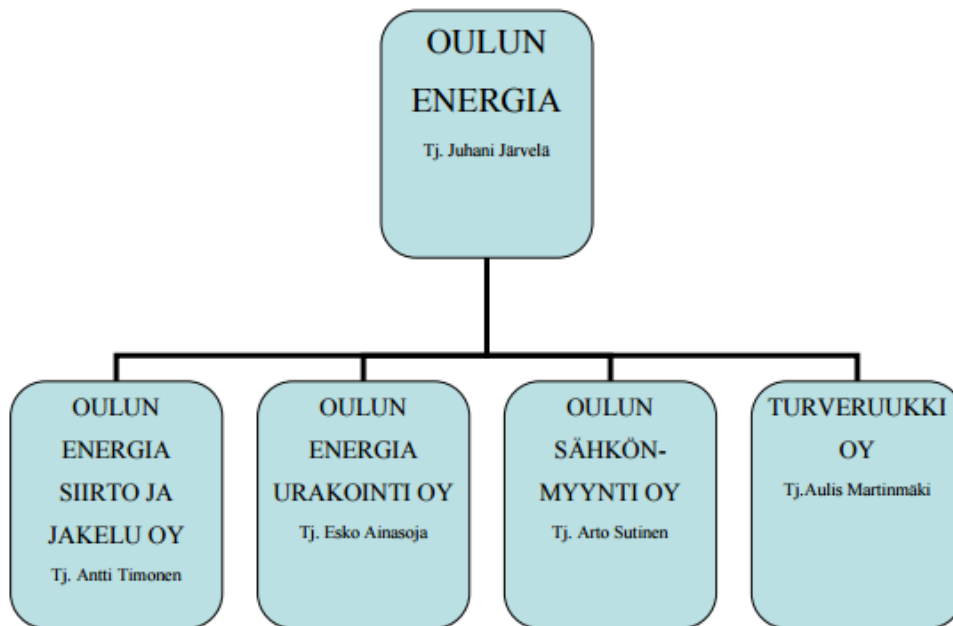 OULUN
ENERGIA
Tj. Juhani Järvelä
OULUN
ENERGIA
SIIRTO JA
JAKELU OY
Tj. Antti Timonen
OULUN
ENERGIA
URAKOINTI OY
Tj. Esko Ainasoja
OULUN
SÄHKÖN-
MYYNTI OY
Tj. Arto Sutinen
TURVERUUKKI
OY
Tj.Aulis Martinmäki